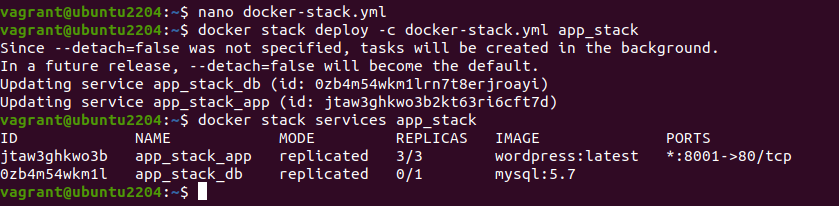 vagrant@ubuntu2204:~$ nano docker-stack.yml
vagrant@ubuntu2204:~$ docker stack deploy -c docker-stack.yml app_stack
Since --detach=false was not specified, tasks will be created in the background.
In a future release, --detach=false will become the default.
Updating service app_stack_db (id: 0zb4m54wkm1lrn7t8erjroayi)
Updating service app_stack_app (id: jtaw3ghkwo3b2kt63ri6cft7d)
vagrant@ubuntu2204:~$ docker stack services app_stack
ID NAME MODE REPLICAS IMAGE PORTS
jtaw3ghkwo3b app_stack_app replicated 3/3 wordpress:latest *:8001->80/tcp
0zb4m54wkm1l app_stack_db replicated 0/1 mysql:5.7
vagrant@ubuntu2204:~$